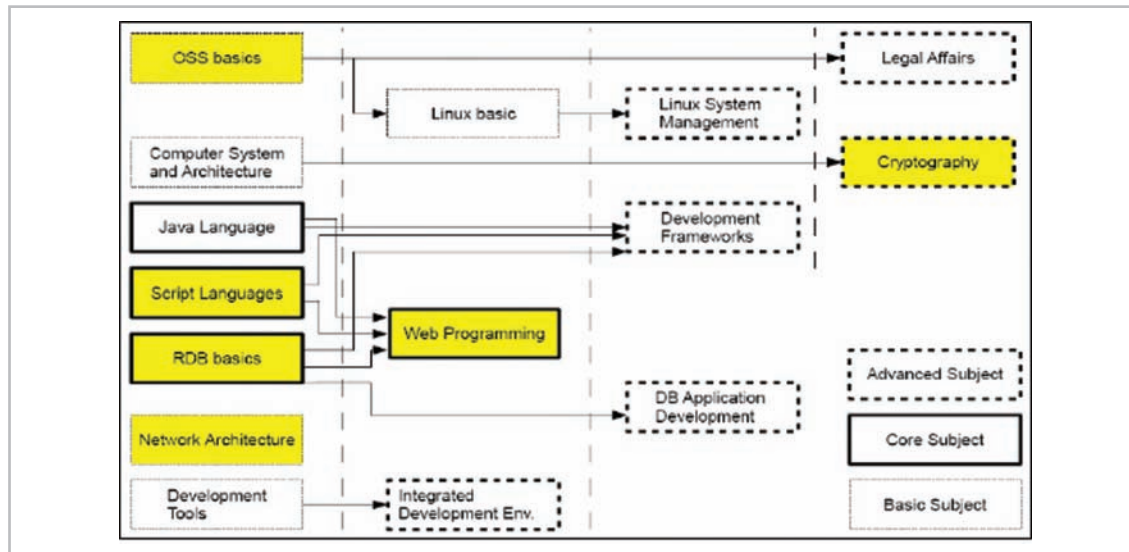 OSS basics
Legal Affairs
Linux basic
Linux System
Management
Computer System
and Architecture
Cryptography
Java Language
Development
Frameworks
Script Languages
Web Programming
RDB basics
Advanced Subject
DB Application
Development
Network Architecture
Core Subject
Development
Tools
Integrated
Development Env.
Basic Subject